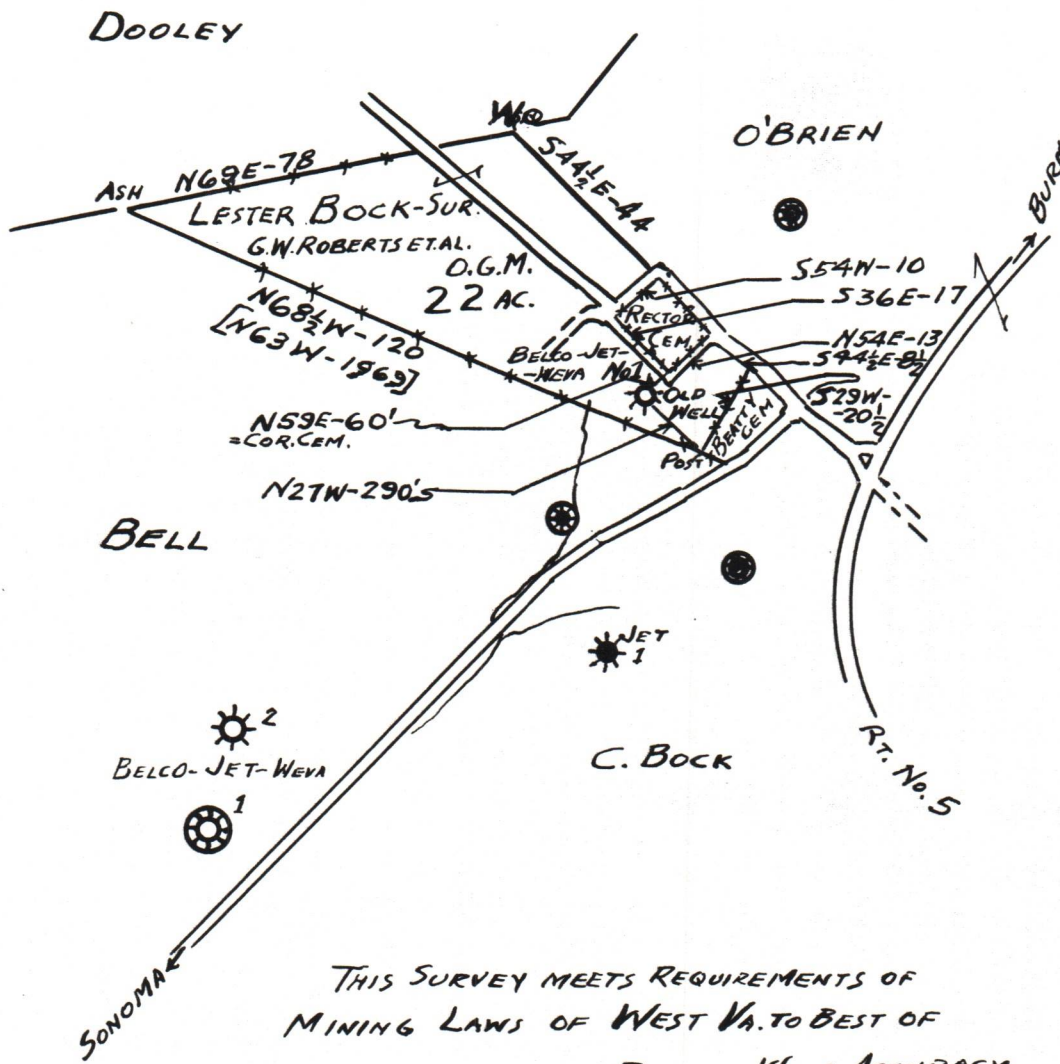 DOOLEY
O'BRIEN
ASH
N69E-78
S44½E-44
BUR
LESTER BOCK-SUR.
G.W. ROBERTS ET. AL.
O.G.M.
22 AC.
S54W-10
S36E-17
N68½W-120
[N63W-1969]
RECTOR
CEM.
N54E-13
S44½E-8½
BELCO-JET-
-WEVA
No 1
OLD
WELL
BEATTY
CEM
S29W-
-20½
N59E-60'
=COR. CEM.
POST
N27W-290'S
BELL
JET
1
2
BELCO-JET-WEVA
1
C. BOCK
RT. No. 5
SONOMA
THIS SURVEY MEETS REQUIREMENTS OF
MINING LAWS OF WEST VA. TO BEST OF